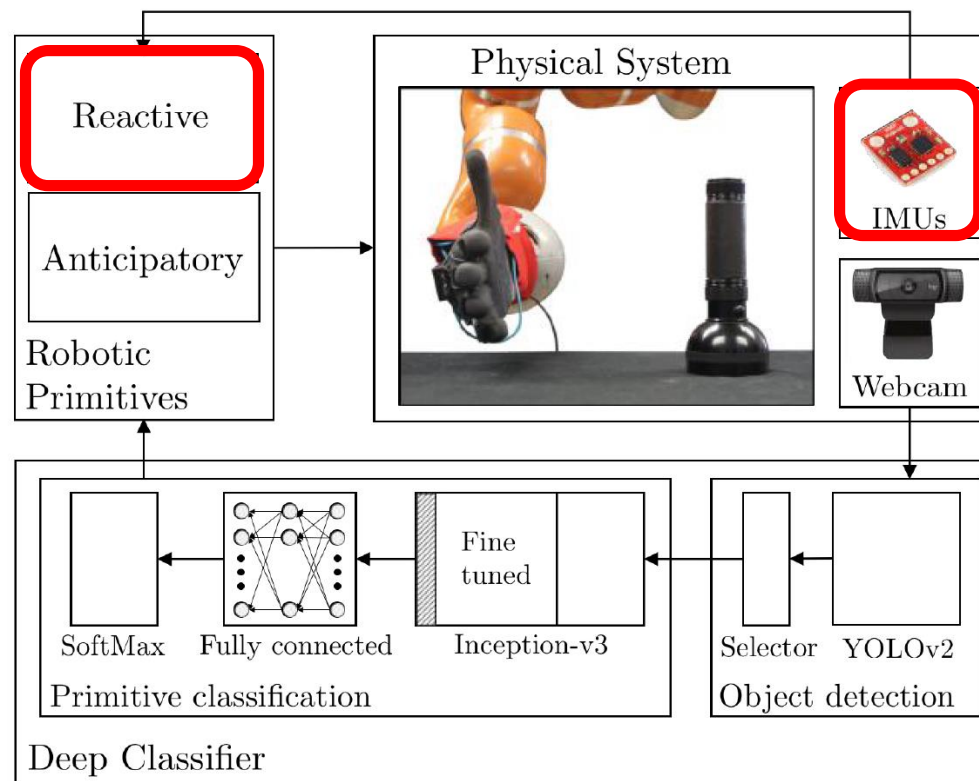 Reactive
Anticipatory
Robotic
Primitives
Physical System
IMUs
Webcam
Fine
tuned
SoftMax
Fully connected
Inception-v3
Selector
YOLOv2
Primitive classification
Object detection
Deep Classifier